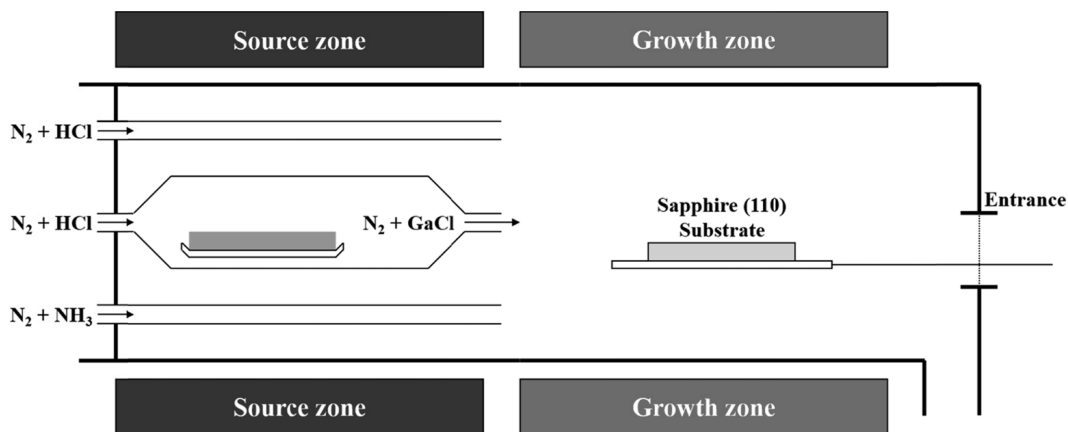 Source zone
Growth zone
N₂ + HCl
N₂ + HCl
N₂ + GaCl
Sapphire (110)
Substrate
Entrance
N₂ + NH₃
Source zone
Growth zone